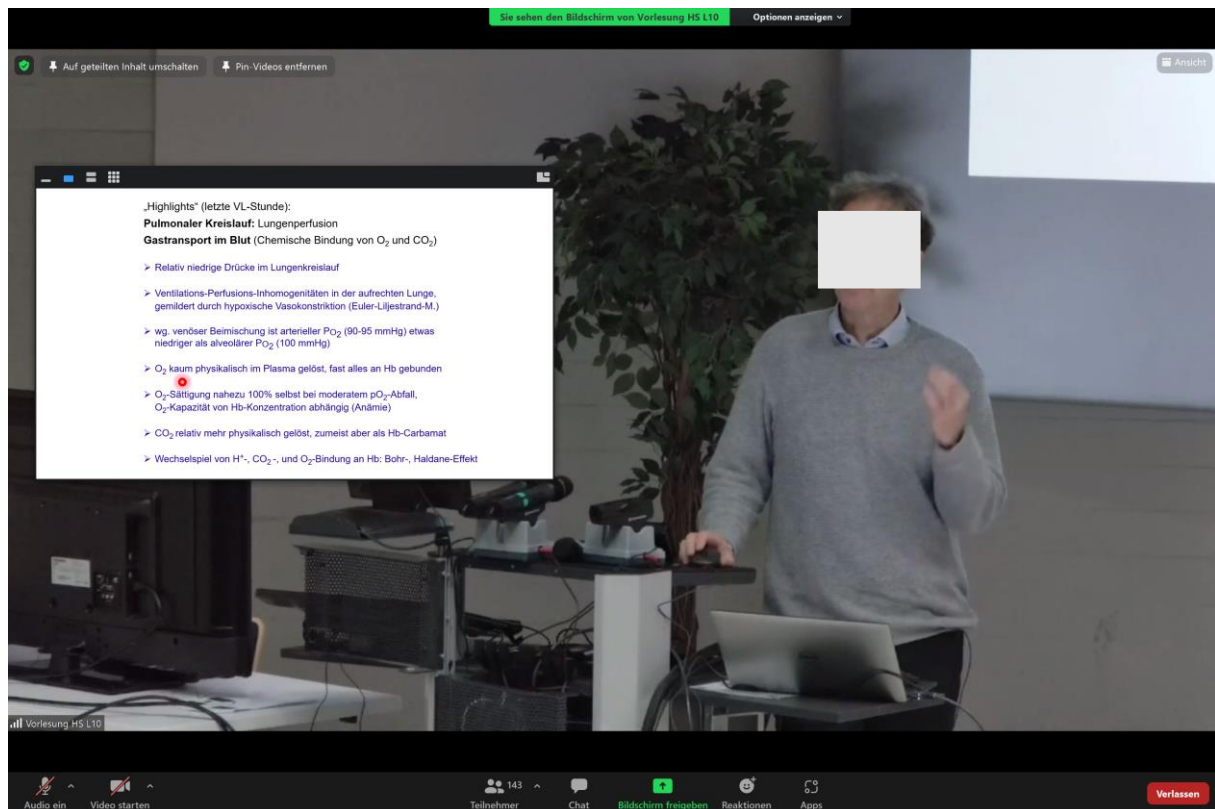 Sie sehen den Bildschirm von Vorlesung HS L10
Optionen anzeigen
Auf geteilten Inhalt umschalten
Pin-Videos entfernen
Ansicht
„Highlights“ (letzte VL-Stunde):
Pulmonaler Kreislauf: Lungenperfusion
Gastransport im Blut (Chemische Bindung von O₂ und CO₂)
➢ Relativ niedrige Drücke im Lungenkreislauf
➢ Ventilations-Perfusions-Inhomogenitäten in der aufrechten Lunge,
gemildert durch hypoxische Vasokonstriktion (Euler-Liljestrand-M.)
➢ wg. venöser Beimischung ist arterieller PO₂ (90-95 mmHg) etwas
niedriger als alveolärer PO₂ (100 mmHg)
➢ O₂ kaum physikalisch im Plasma gelöst, fast alles an Hb gebunden
➢ O₂-Sättigung nahezu 100% selbst bei moderatem pO₂-Abfall,
O₂-Kapazität von Hb-Konzentration abhängig (Anämie)
➢ CO₂ relativ mehr physikalisch gelöst, zumeist aber als Hb-Carbamat
➢ Wechselspiel von H⁺-, CO₂-, und O₂-Bindung an Hb: Bohr-, Haldane-Effekt
Vorlesung HS L10
Audio ein
Video starten
143
Teilnehmer
Chat
Bildschirm freigeben
Reaktionen
Apps
Verlassen